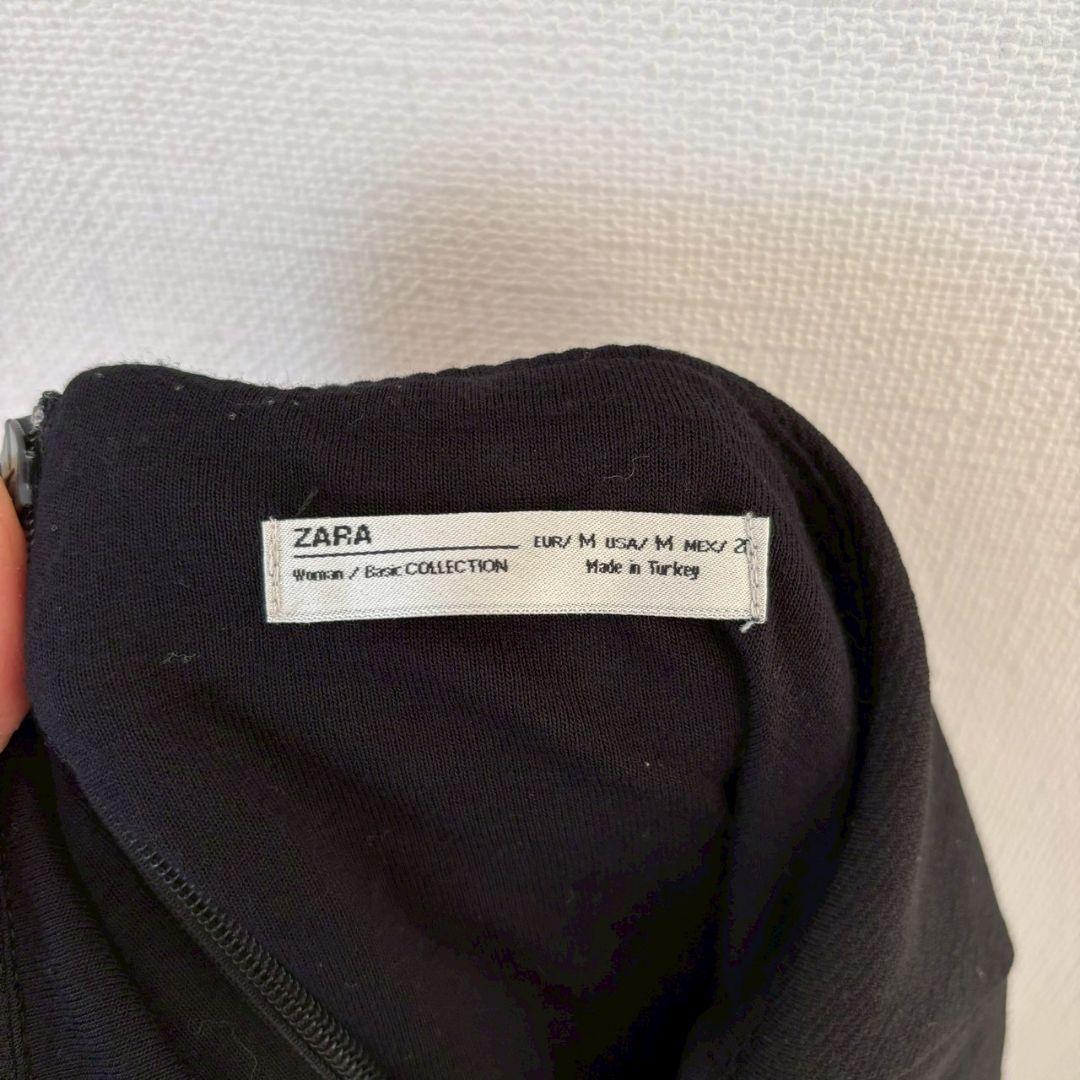 ZARA
EUR/ M USA/ M MEX/
Woman / Basic COLLECTION
Made in Turkey